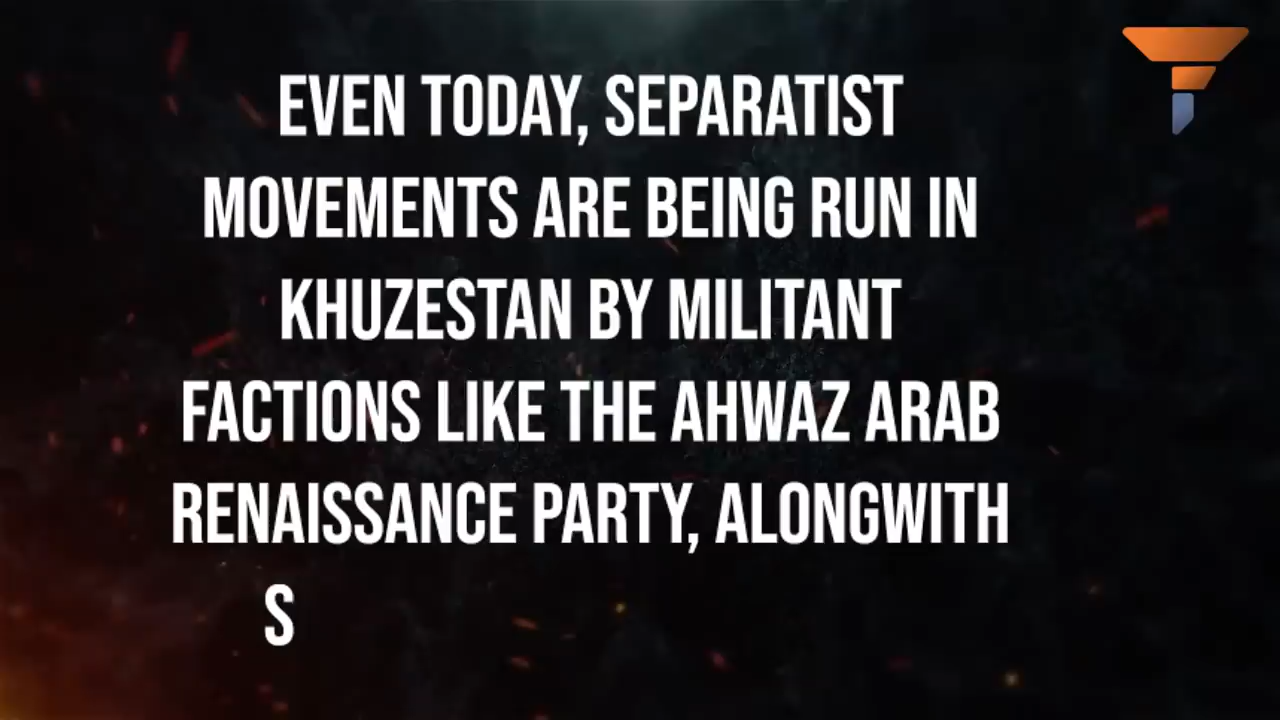 EVEN TODAY, SEPARATIST
MOVEMENTS ARE BEING RUN IN
KHUZESTAN BY MILITANT
FACTIONS LIKE THE AHWAZ ARAB
RENAISSANCE PARTY, ALONGWITH
S